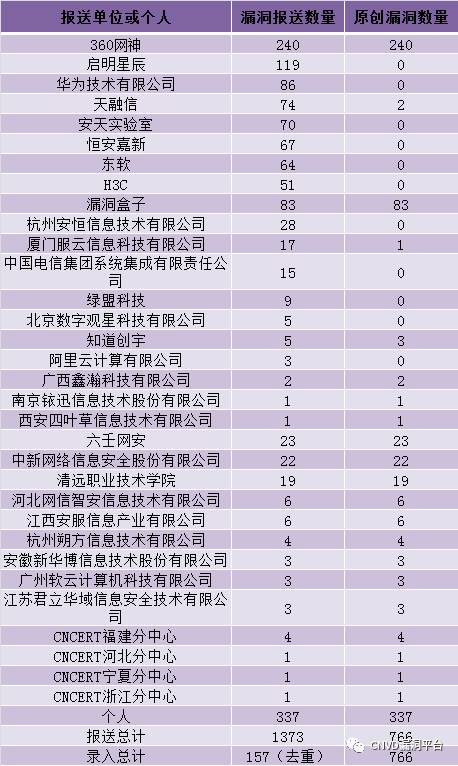 报送单位或个人 漏洞报送数量 原创漏洞数量
360网神 240 240
启明星辰 119 0
华为技术有限公司 86 0
天融信 74 2
安天实验室 70 0
恒安嘉新 67 0
东软 64 0
H3C 51 0
漏洞盒子 83 83
杭州安恒信息技术有限公司 28 0
厦门服云信息科技有限公司 17 1
中国电信集团系统集成有限责任公
司 15 0
绿盟科技 9 0
北京数字观星科技有限公司 5 0
知道创宇 5 3
阿里云计算有限公司 3 0
广西鑫瀚科技有限公司 2 2
南京铱迅信息技术股份有限公司 1 1
西安四叶草信息技术有限公司 1 1
六壬网安 23 23
中新网络信息安全股份有限公司 22 22
清远职业技术学院 19 19
河北网信智安信息技术有限公司 6 6
江西安服信息产业有限公司 6 6
杭州朔方信息技术有限公司 4 4
安徽新华博信息技术股份有限公司 3 3
广州软云计算机科技有限公司 3 3
江苏君立华域信息安全技术有限公
司 3 3
CNCERT福建分中心 4 4
CNCERT河北分中心 1 1
CNCERT宁夏分中心 1 1
CNCERT浙江分中心 1 1
个人 337 337
报送总计 1373 766
录入总计 157（去重） 766
CNVD漏洞平台